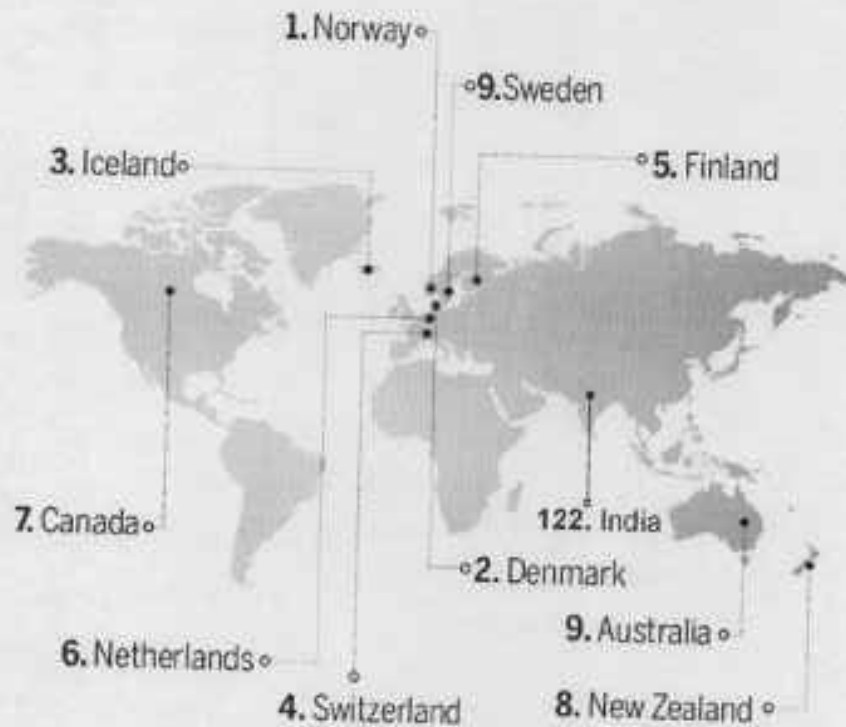 1. Norway
9. Sweden
3. Iceland
5. Finland
7. Canada
122. India
2. Denmark
9. Australia
6. Netherlands
4. Switzerland
8. New Zealand